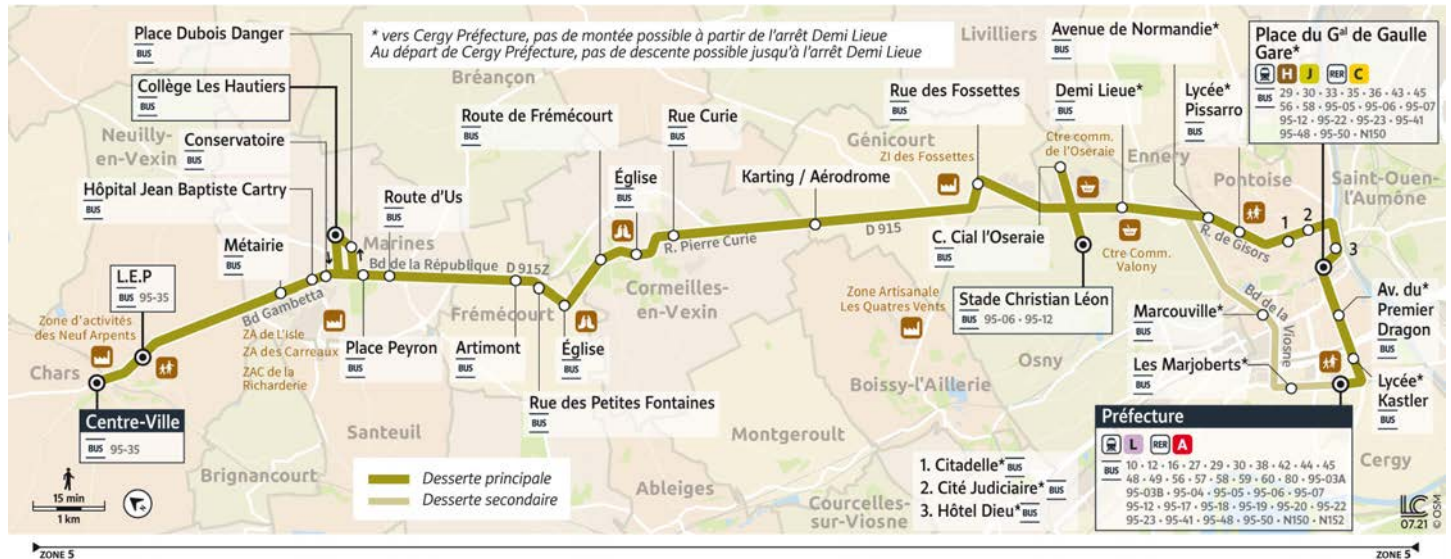 * vers Cergy Préfecture, pas de montée possible à partir de l'arrêt Demi Lieue
Au départ de Cergy Préfecture, pas de descente possible jusqu'à l'arrêt Demi Lieue
Place Dubois Danger
BUS
Collège Les Hautiers
BUS
Conservatoire
BUS
Hôpital Jean Baptiste Cartry
BUS
Métairie
BUS
L.E.P
BUS 95-35
Zone d'activités
des Neuf Arpents
Chars
Centre-Ville
BUS 95-35
Neuilly-
en-Vexin
Bréançon
Marines
Route d'Us
BUS
Bd Gambetta
Bd de la République
D 915Z
ZA de L'isle
ZA des Carreaux
ZAC de la
Richarderie
Place Peyron
BUS
Frémécourt
Artimont
BUS
Rue des Petites Fontaines
BUS
Église
BUS
Route de Frémécourt
BUS
Église
BUS
Rue Curie
BUS
R. Pierre Curie
Cormeilles-
en-Vexin
Karting / Aérodrome
D 915
Génicourt
ZI des Fossettes
Rue des Fossettes
BUS
Livilliers
Ctre comm.
de l'Oseraie
C. Cial l'Oseraie
BUS
Stade Christian Léon
BUS 95-06 • 95-12
Demi Lieue*
BUS
Ctre Comm.
Valony
Ennery
Avenue de Normandie*
BUS
Lycée*
Pissarro
BUS
Pontoise
R. de Gisors
1
2
3
Place du Gal de Gaulle
Gare*
H J RER C
BUS 29 • 30 • 33 • 35 • 36 • 43 • 45
56 • 58 • 95-05 • 95-06 • 95-07
95-12 • 95-22 • 95-23 • 95-41
95-48 • 95-50 • N150
Saint-Ouen-
l'Aumône
Zone Artisanale
Les Quatre Vents
Boissy-l'Aillerie
Osny
Bd de la Viosne
Marcouville*
BUS
Les Marjoberts*
BUS
Av. du*
Premier
Dragon
BUS
Lycée*
Kastler
BUS
Cergy
Préfecture
L RER A
BUS 10 • 12 • 16 • 27 • 29 • 30 • 38 • 42 • 44 • 45
48 • 49 • 56 • 57 • 58 • 59 • 60 • 80 • 95-03A
95-03B • 95-04 • 95-05 • 95-06 • 95-07
95-12 • 95-17 • 95-18 • 95-19 • 95-20 • 95-22
95-23 • 95-41 • 95-48 • 95-50 • N150 • N152
Santeuil
Brignancourt
Montgeroult
Ableiges
Courcelles-
sur-Viosne
Desserte principale
Desserte secondaire
1. Citadelle* BUS
2. Cité Judiciaire* BUS
3. Hôtel Dieu* BUS
15 min
1 km
LC
07.21
© OSM
ZONE 5
ZONE 5